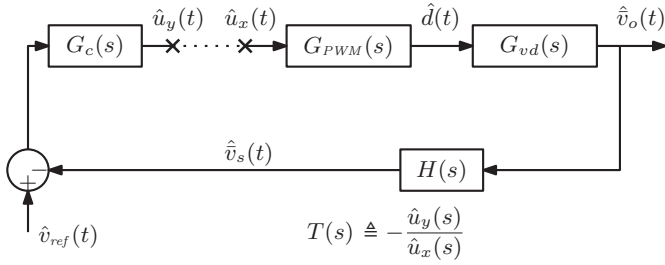 û_y(t) û_x(t) d̂(t) v̄̂_o(t)
G_c(s) G_PWM(s) G_vd(s)
v̄̂_s(t)
H(s)
−
+
v̂_ref(t)
T(s) ≜ − û_y(s) / û_x(s)